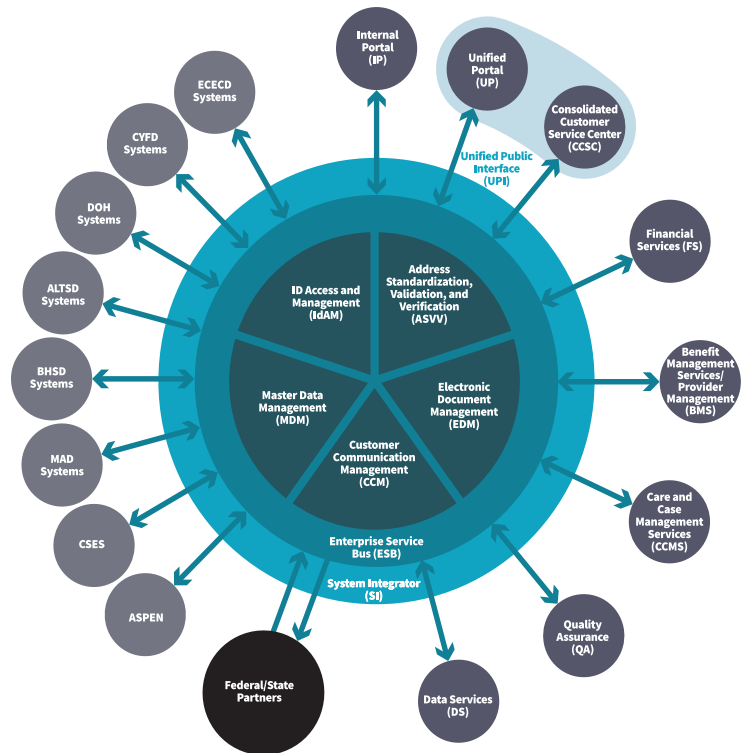 Internal
Portal
(IP)
Unified
Portal
(UP)
Consolidated
Customer
Service Center
(CCSC)
Unified Public
Interface
(UPI)
ECECD
Systems
CYFD
Systems
DOH
Systems
ALTSD
Systems
BHSD
Systems
MAD
Systems
CSES
ASPEN
Federal/State
Partners
Financial
Services (FS)
Benefit
Management
Services/
Provider
Management
(BMS)
Care and
Case
Management
Services
(CCMS)
Quality
Assurance
(QA)
Data Services
(DS)
ID Access and
Management
(IdAM)
Address
Standardization,
Validation, and
Verification
(ASVV)
Master Data
Management
(MDM)
Electronic
Document
Management
(EDM)
Customer
Communication
Management
(CCM)
Enterprise Service
Bus (ESB)
System Integrator
(SI)